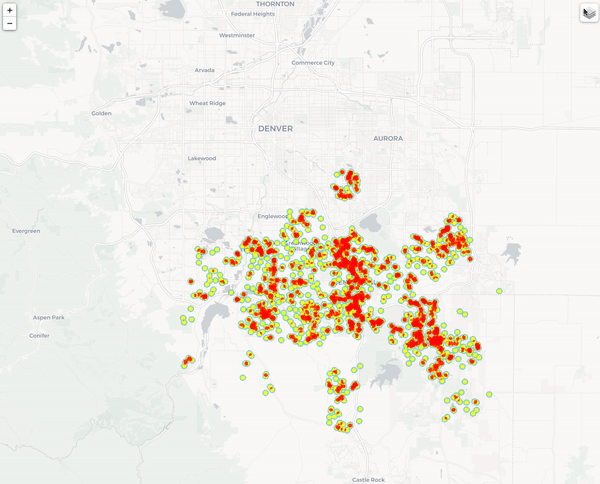 +
−
THORNTON
Federal Heights
Westminster
Commerce City
Arvada
Wheat Ridge
Golden
DENVER
AURORA
Lakewood
Englewood
Evergreen
Aspen Park
Conifer
Castle Rock